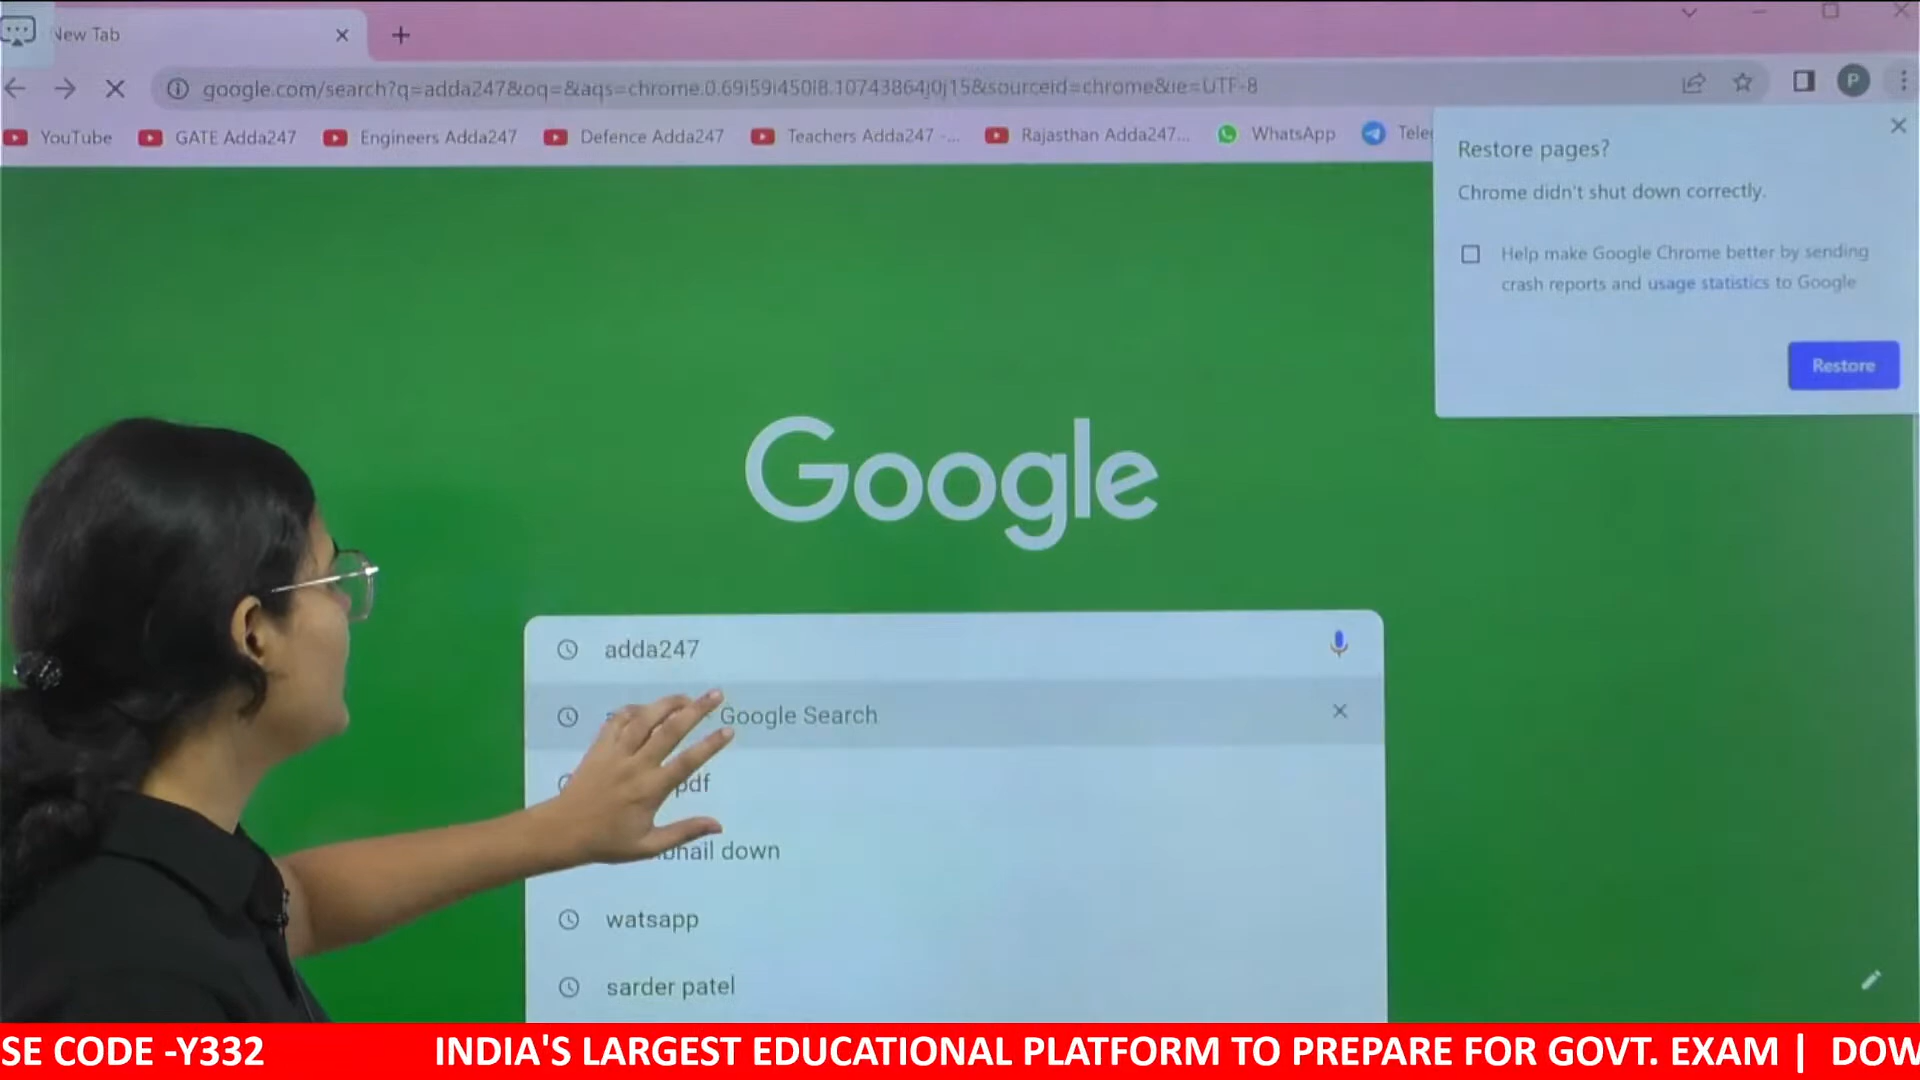 New Tab
google.com/search?q=adda247&oq=&aqs=chrome.0.69i59i450l8.10743864j0j15&sourceid=chrome&ie=UTF-8
P
YouTube GATE Adda247 Engineers Adda247 Defence Adda247 Teachers Adda247 -... Rajasthan Adda247... WhatsApp
Restore pages?
Chrome didn't shut down correctly.
Help make Google Chrome better by sending
crash reports and usage statistics to Google
Restore
Google
adda247
Google Search
pdf
down
watsapp
sarder patel
SE CODE -Y332 INDIA'S LARGEST EDUCATIONAL PLATFORM TO PREPARE FOR GOVT. EXAM | DOW